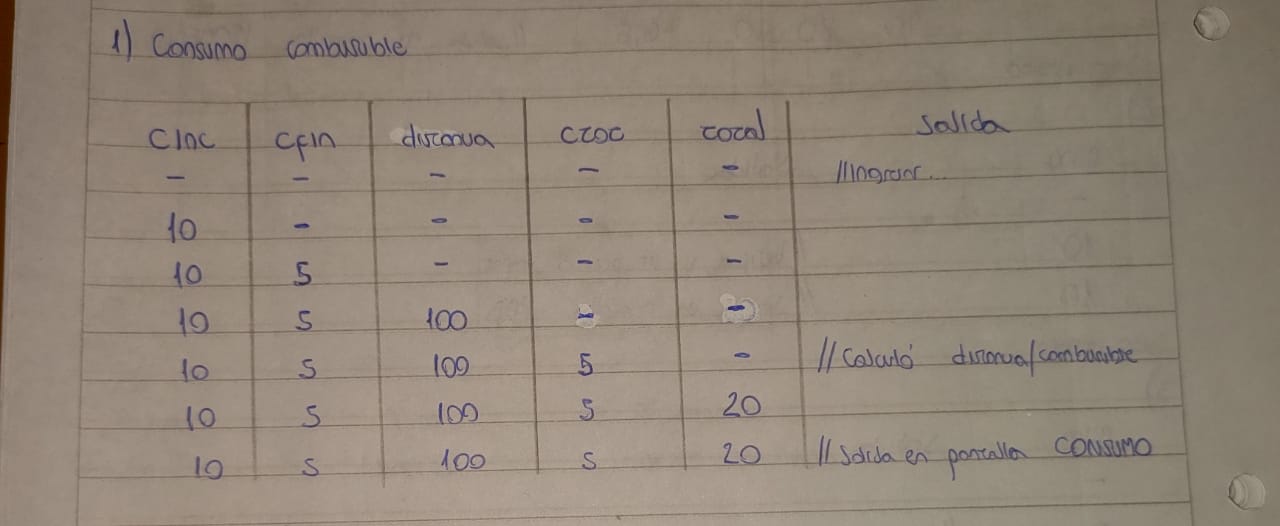 1) Consumo combustible
CInc Cfin distancia ctoc total Salida
- - - - - //Ingresar...
10 - - - -
10 5 - - -
10 5 100 - -
10 5 100 5 - //Calculó distancia/combustible
10 5 100 5 20
10 5 100 5 20 //Salida en pantalla CONSUMO